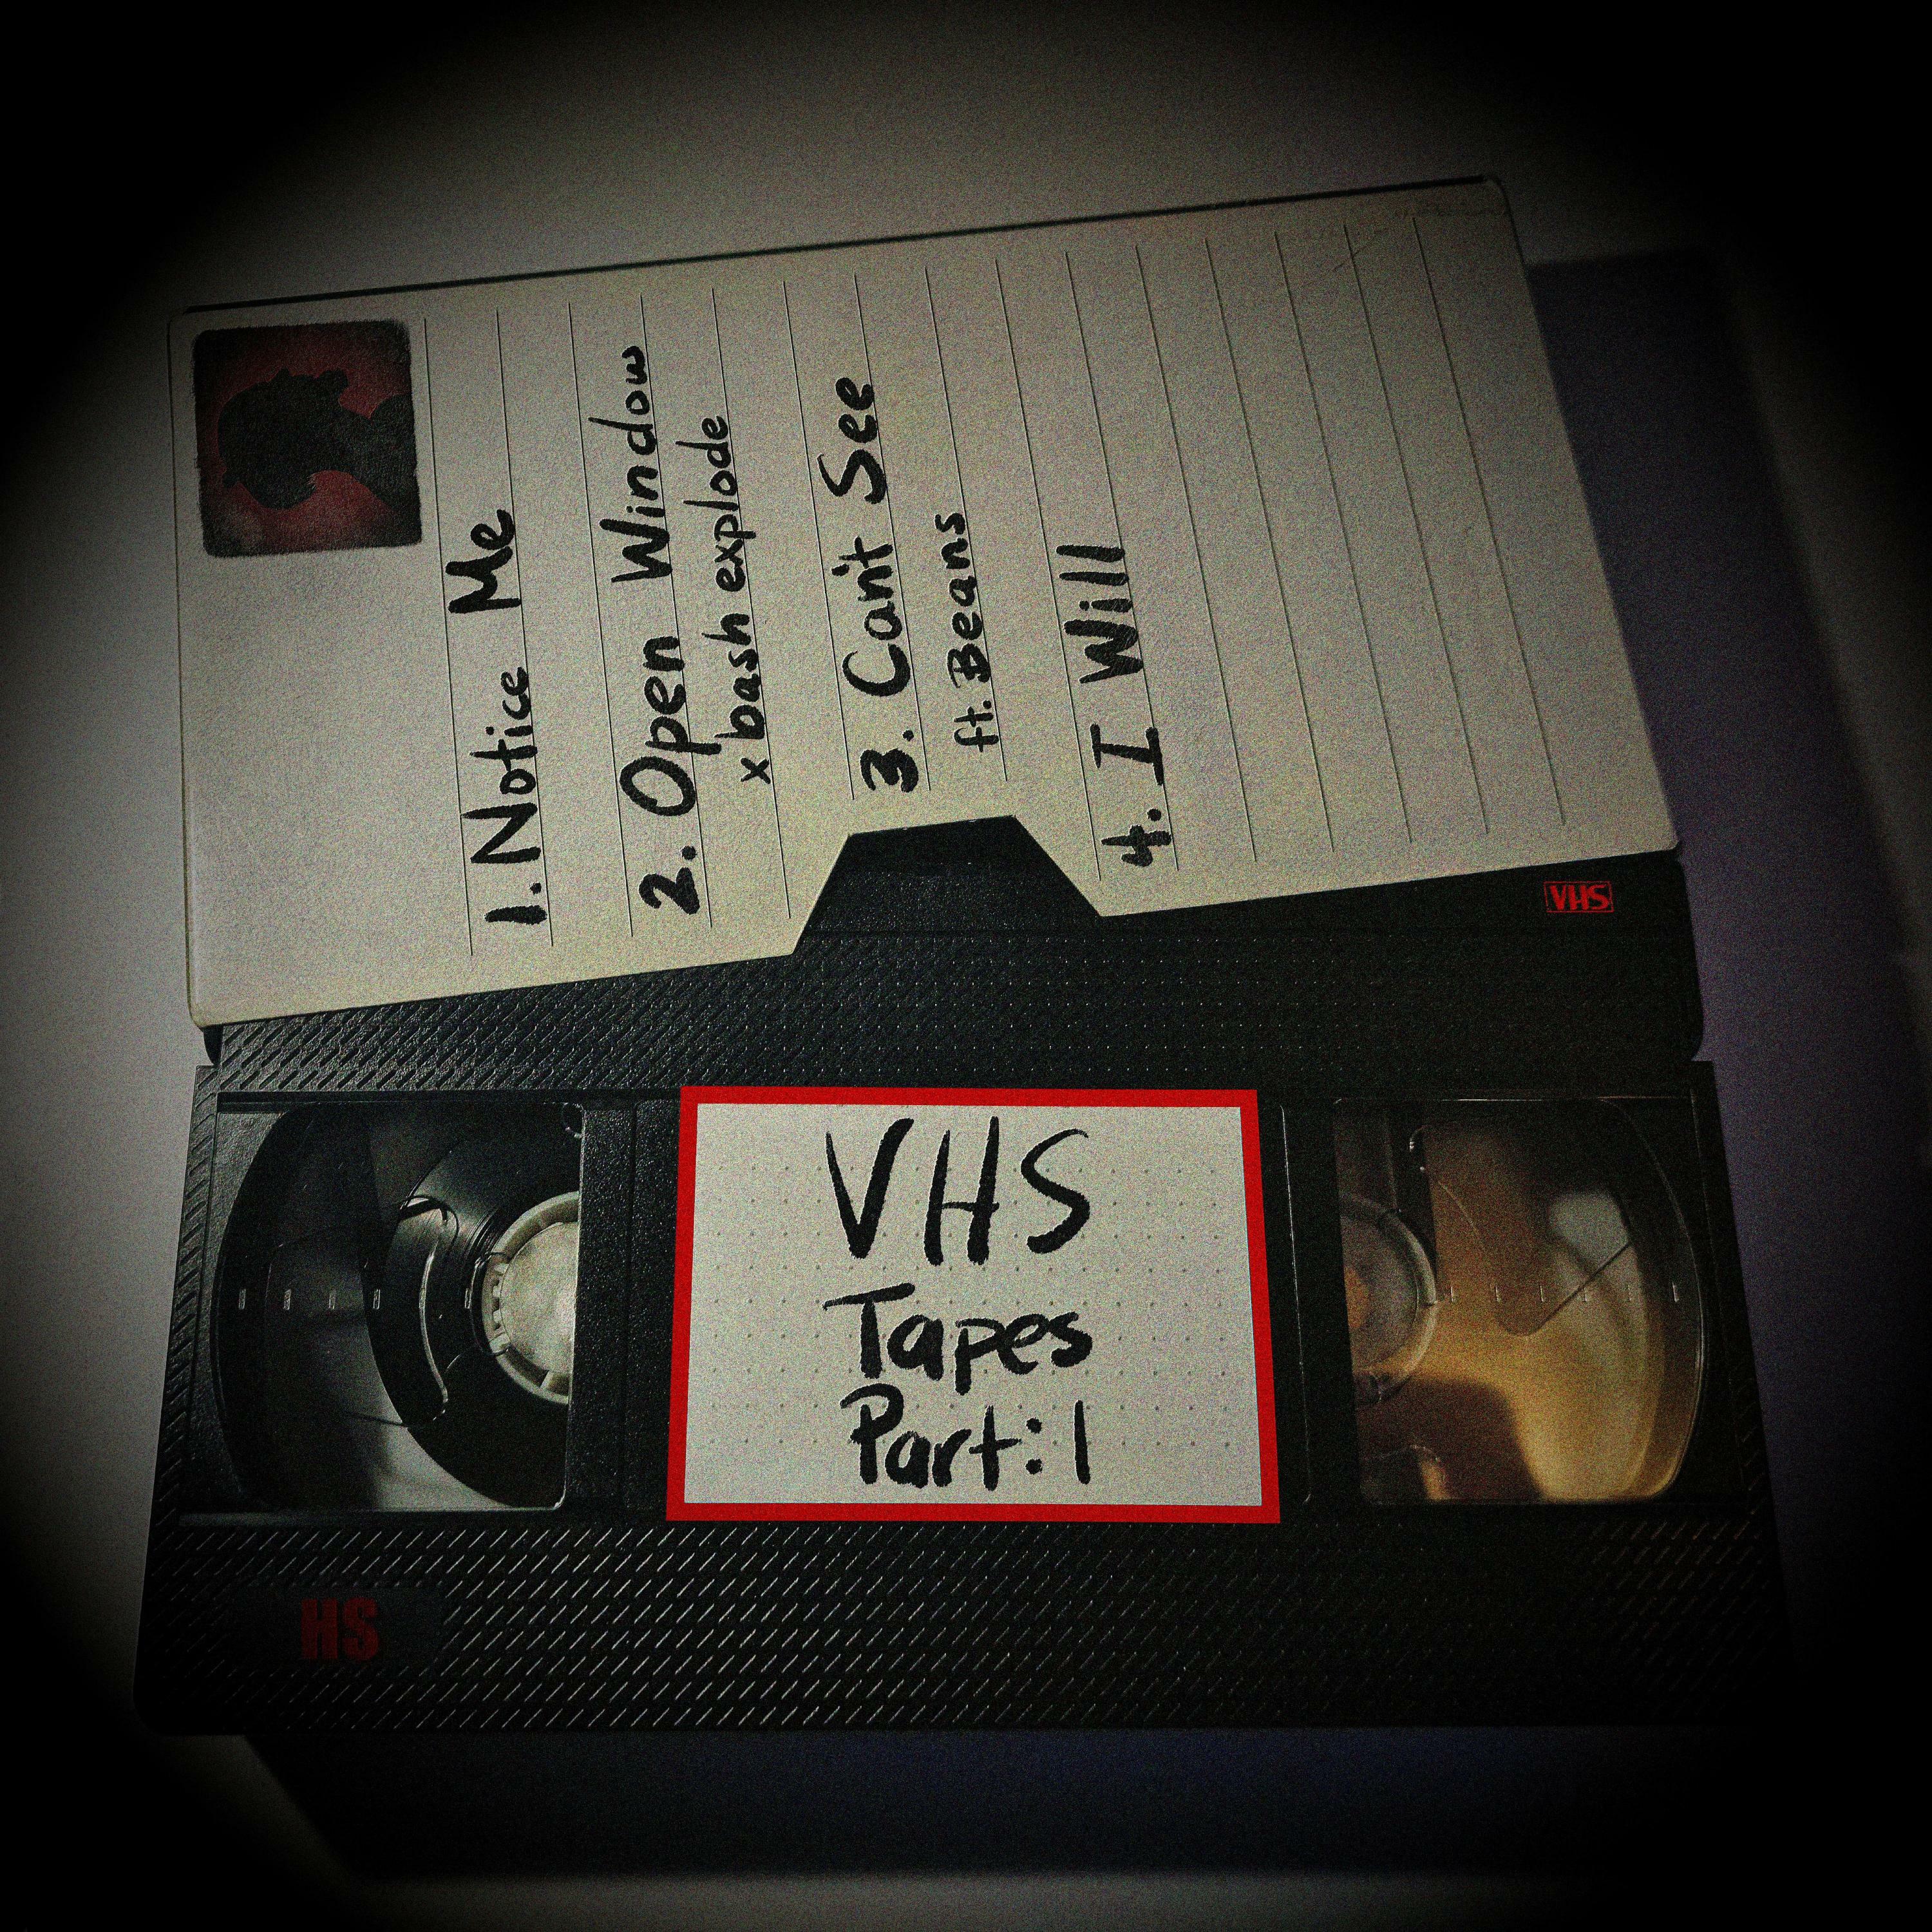 1. Notice Me
2. Open Window
x bash explode
3. Can't See
ft. Beans
4. I Will
VHS
VHS
Tapes
Part: 1
HS